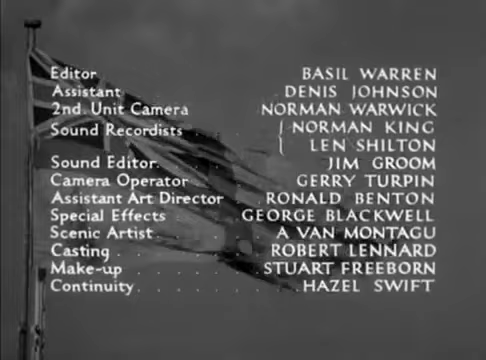 Editor BASIL WARREN
Assistant DENIS JOHNSON
2nd Unit Camera NORMAN WARWICK
Sound Recordists NORMAN KING
LEN SHILTON
Sound Editor. JIM GROOM
Camera Operator GERRY TURPIN
Assistant Art Director RONALD BENTON
Special Effects GEORGE BLACKWELL
Scenic Artist A VAN MONTAGU
Casting ROBERT LENNARD
Make-up STUART FREEBORN
Continuity HAZEL SWIFT